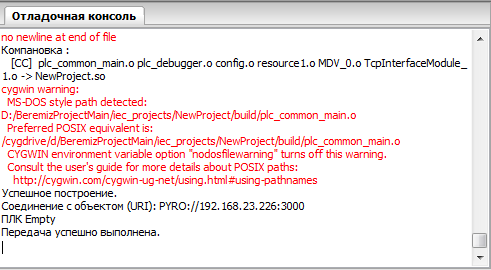 Отладочная консоль
no newline at end of file
Компановка :
[CC] plc_common_main.o plc_debugger.o config.o resource1.o MDV_0.o TcpInterfaceModule_
1.o -> NewProject.so
cygwin warning:
MS-DOS style path detected:
D:/BeremizProjectMain/iec_projects/NewProject/build/plc_common_main.o
Preferred POSIX equivalent is:
/cygdrive/d/BeremizProjectMain/iec_projects/NewProject/build/plc_common_main.o
CYGWIN environment variable option "nodosfilewarning" turns off this warning.
Consult the user's guide for more details about POSIX paths:
http://cygwin.com/cygwin-ug-net/using.html#using-pathnames
Успешное построение.
Соединение с объектом (URI): PYRO://192.168.23.226:3000
ПЛК Empty
Передача успешно выполнена.